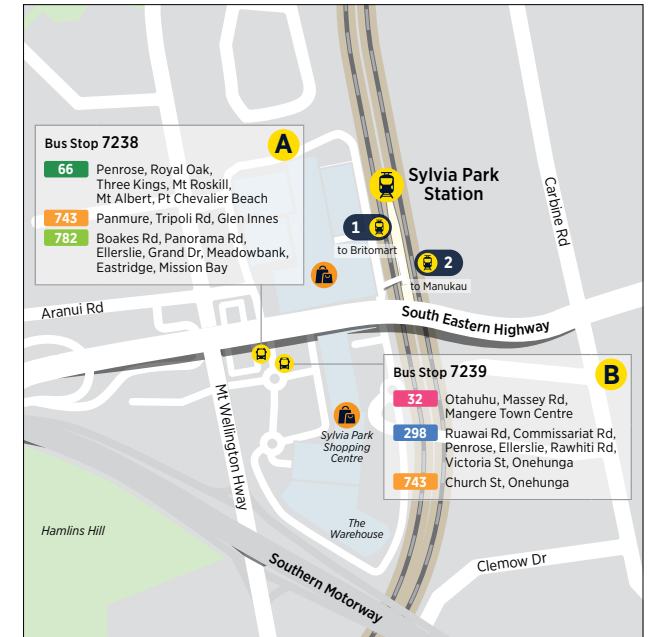 Bus Stop 7238
A
66 Penrose, Royal Oak,
Three Kings, Mt Roskill,
Mt Albert, Pt Chevalier Beach
743 Panmure, Tripoli Rd, Glen Innes
782 Boakes Rd, Panorama Rd,
Ellerslie, Grand Dr, Meadowbank,
Eastridge, Mission Bay
Sylvia Park
Station
1
to Britomart
2
to Manukau
Carbine Rd
Aranui Rd
South Eastern Highway
Bus Stop 7239
B
32 Otahuhu, Massey Rd,
Mangere Town Centre
298 Ruawai Rd, Commissariat Rd,
Penrose, Ellerslie, Rawhiti Rd,
Victoria St, Onehunga
743 Church St, Onehunga
Mt Wellington Hway
Sylvia Park
Shopping
Centre
The
Warehouse
Hamlins Hill
Southern Motorway
Clemow Dr